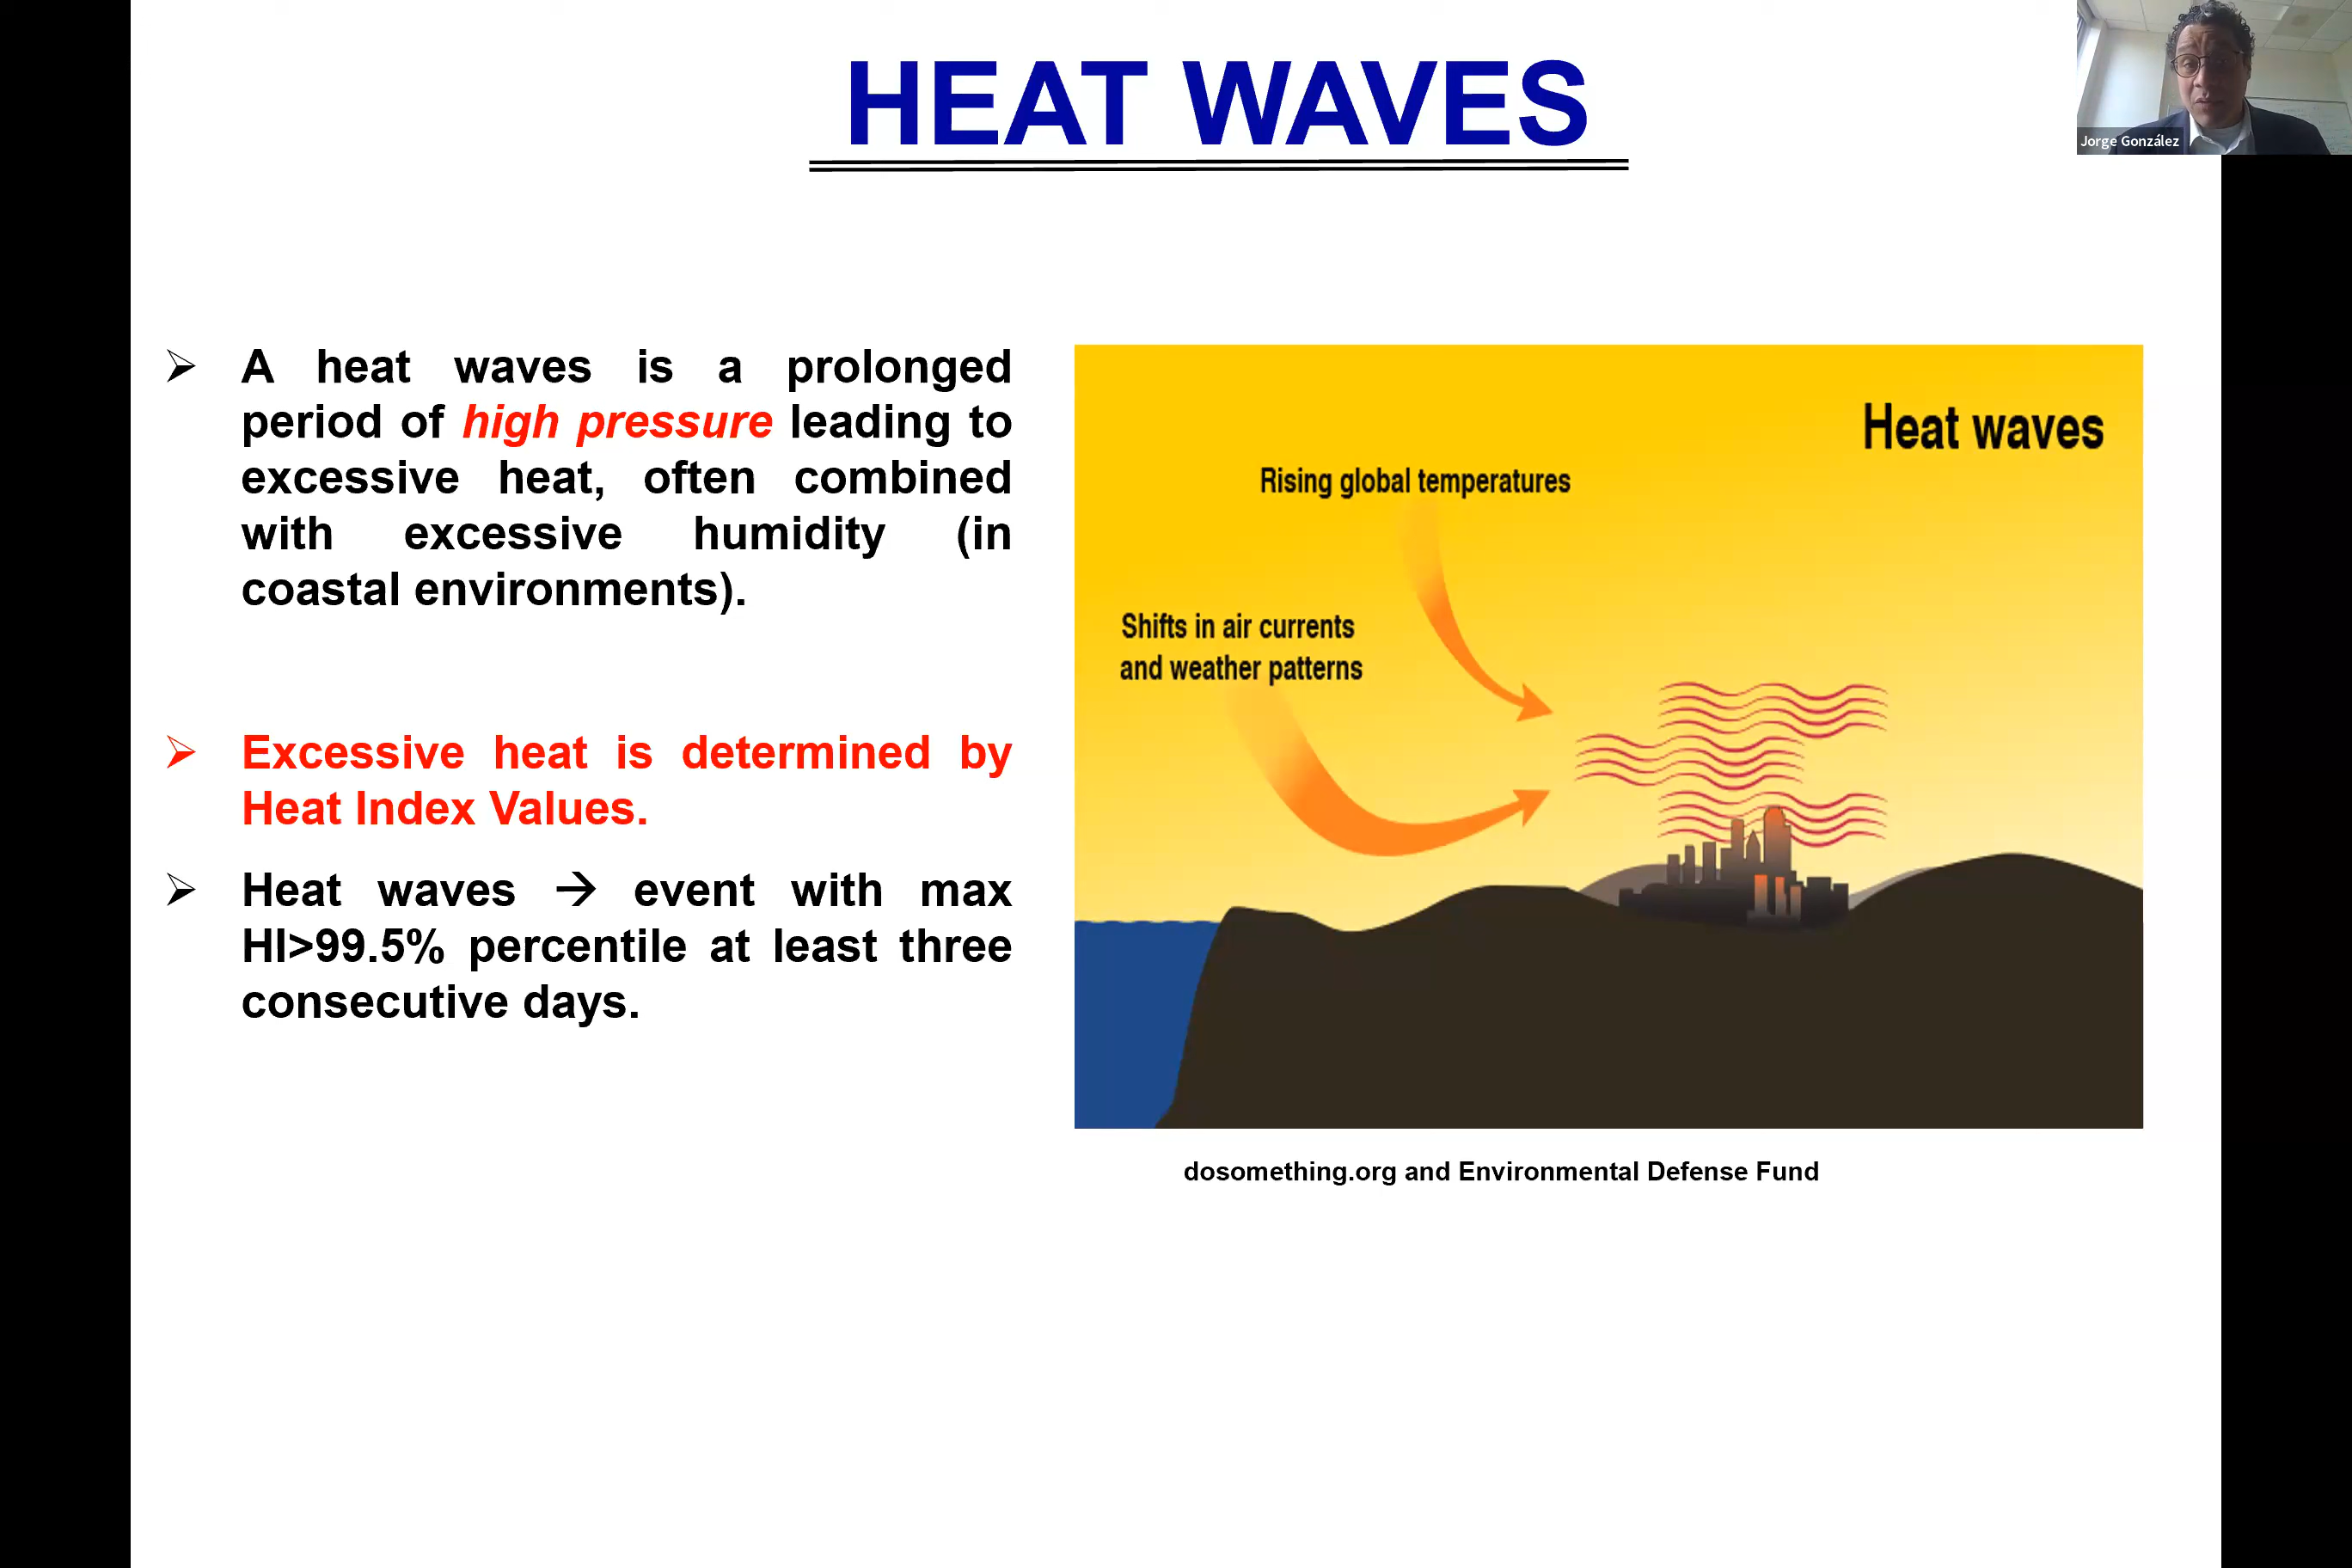 HEAT WAVES
Jorge González
➢ A heat waves is a prolonged
period of high pressure leading to
excessive heat, often combined
with excessive humidity (in
coastal environments).
➢ Excessive heat is determined by
Heat Index Values.
➢ Heat waves → event with max
HI>99.5% percentile at least three
consecutive days.
Heat waves
Rising global temperatures
Shifts in air currents
and weather patterns
dosomething.org and Environmental Defense Fund